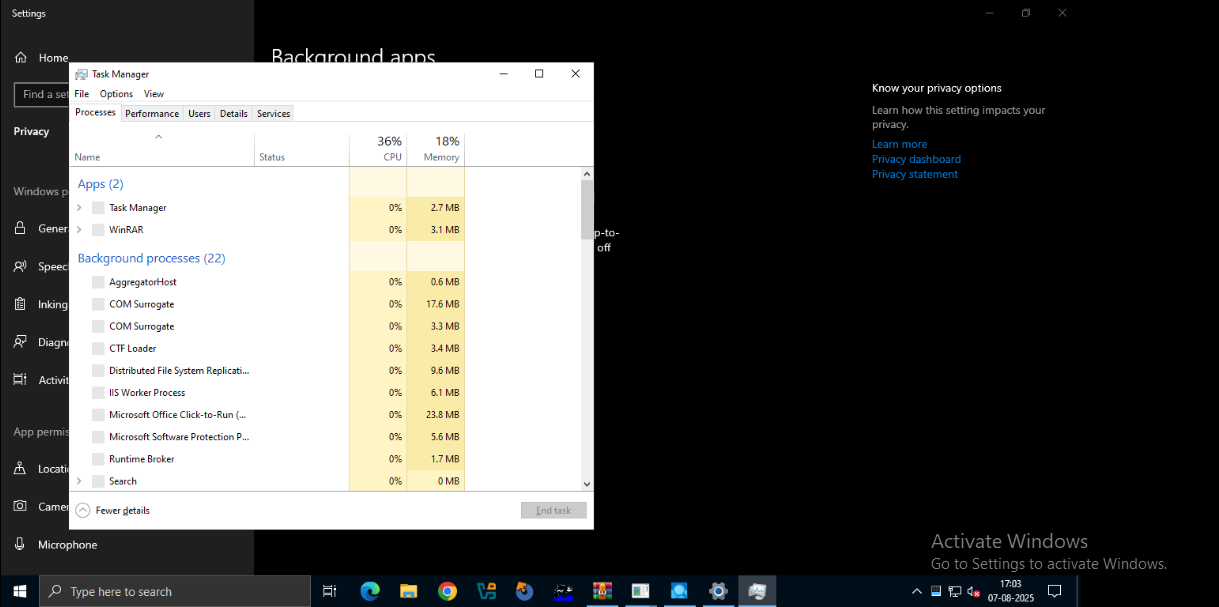 Settings
Home
Find a set
Privacy
Windows p
Gener
Speech
Inking
Diagn
Activit
App permis
Locatio
Camer
Microphone
Background apps
Task Manager
File Options View
Processes Performance Users Details Services
36% 18%
Name Status CPU Memory
Apps (2)
Task Manager 0% 2.7 MB
WinRAR 0% 3.1 MB
Background processes (22)
AggregatorHost 0% 0.6 MB
COM Surrogate 0% 17.6 MB
COM Surrogate 0% 3.3 MB
CTF Loader 0% 3.4 MB
Distributed File System Replicati... 0% 9.6 MB
IIS Worker Process 0% 6.1 MB
Microsoft Office Click-to-Run (... 0% 23.8 MB
Microsoft Software Protection P... 0% 5.6 MB
Runtime Broker 0% 1.7 MB
Search 0% 0 MB
Fewer details End task
p-to-
off
Know your privacy options
Learn how this setting impacts your
privacy.
Learn more
Privacy dashboard
Privacy statement
Activate Windows
Go to Settings to activate Windows.
Type here to search
17:03
07-08-2025